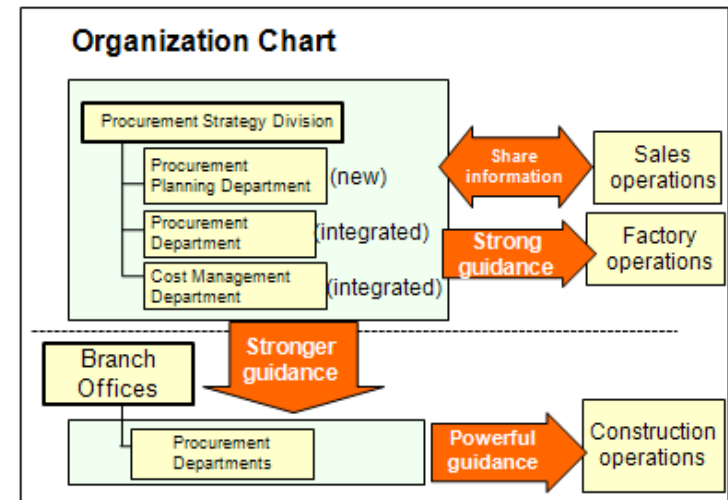 Organization Chart
Procurement Strategy Division
Procurement
Planning Department
(new)
Procurement
Department
(integrated)
Cost Management
Department
(integrated)
Share
information
Sales
operations
Strong
guidance
Factory
operations
Stronger
guidance
Branch
Offices
Procurement
Departments
Powerful
guidance
Construction
operations